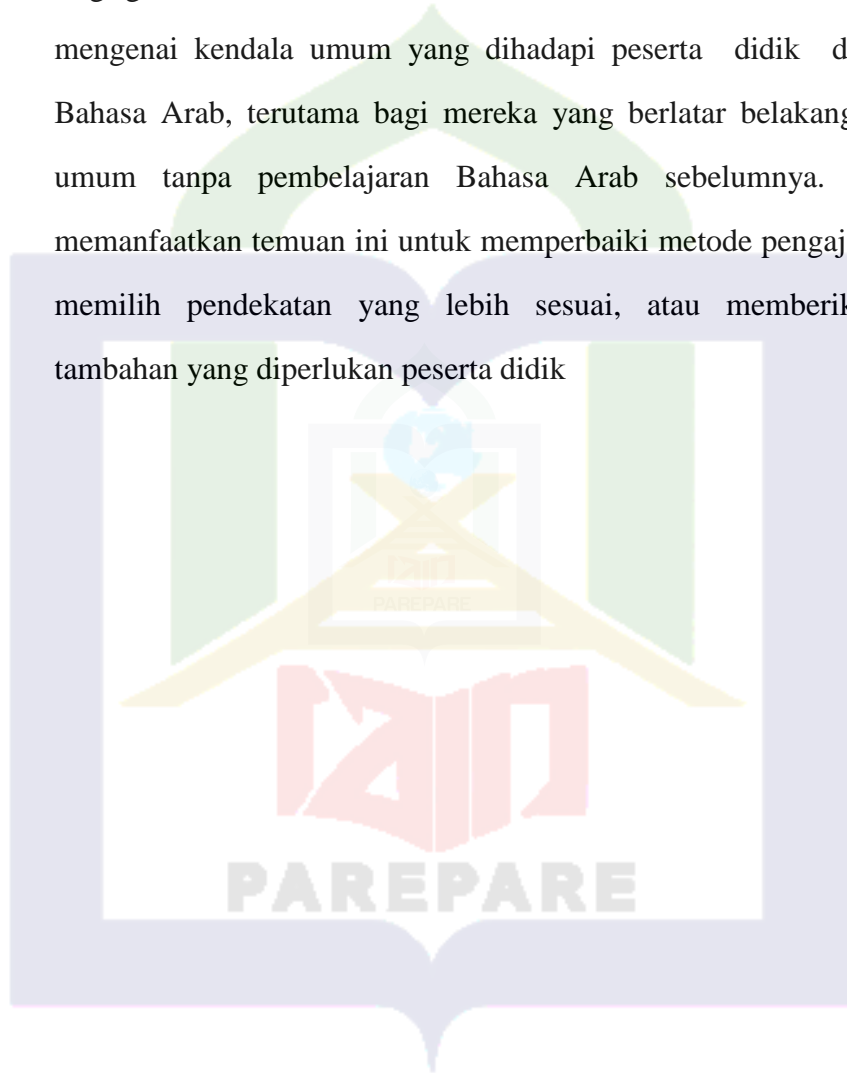 mengenai kendala umum yang dihadapi peserta didik
Bahasa Arab, terutama bagi mereka yang berlatar belakang
umum tanpa pembelajaran Bahasa Arab sebelumnya.
memanfaatkan temuan ini untuk memperbaiki metode
memilih pendekatan yang lebih sesuai, atau
tambahan yang diperlukan peserta didik
iain
PAREPARE
iain
PAREPARE